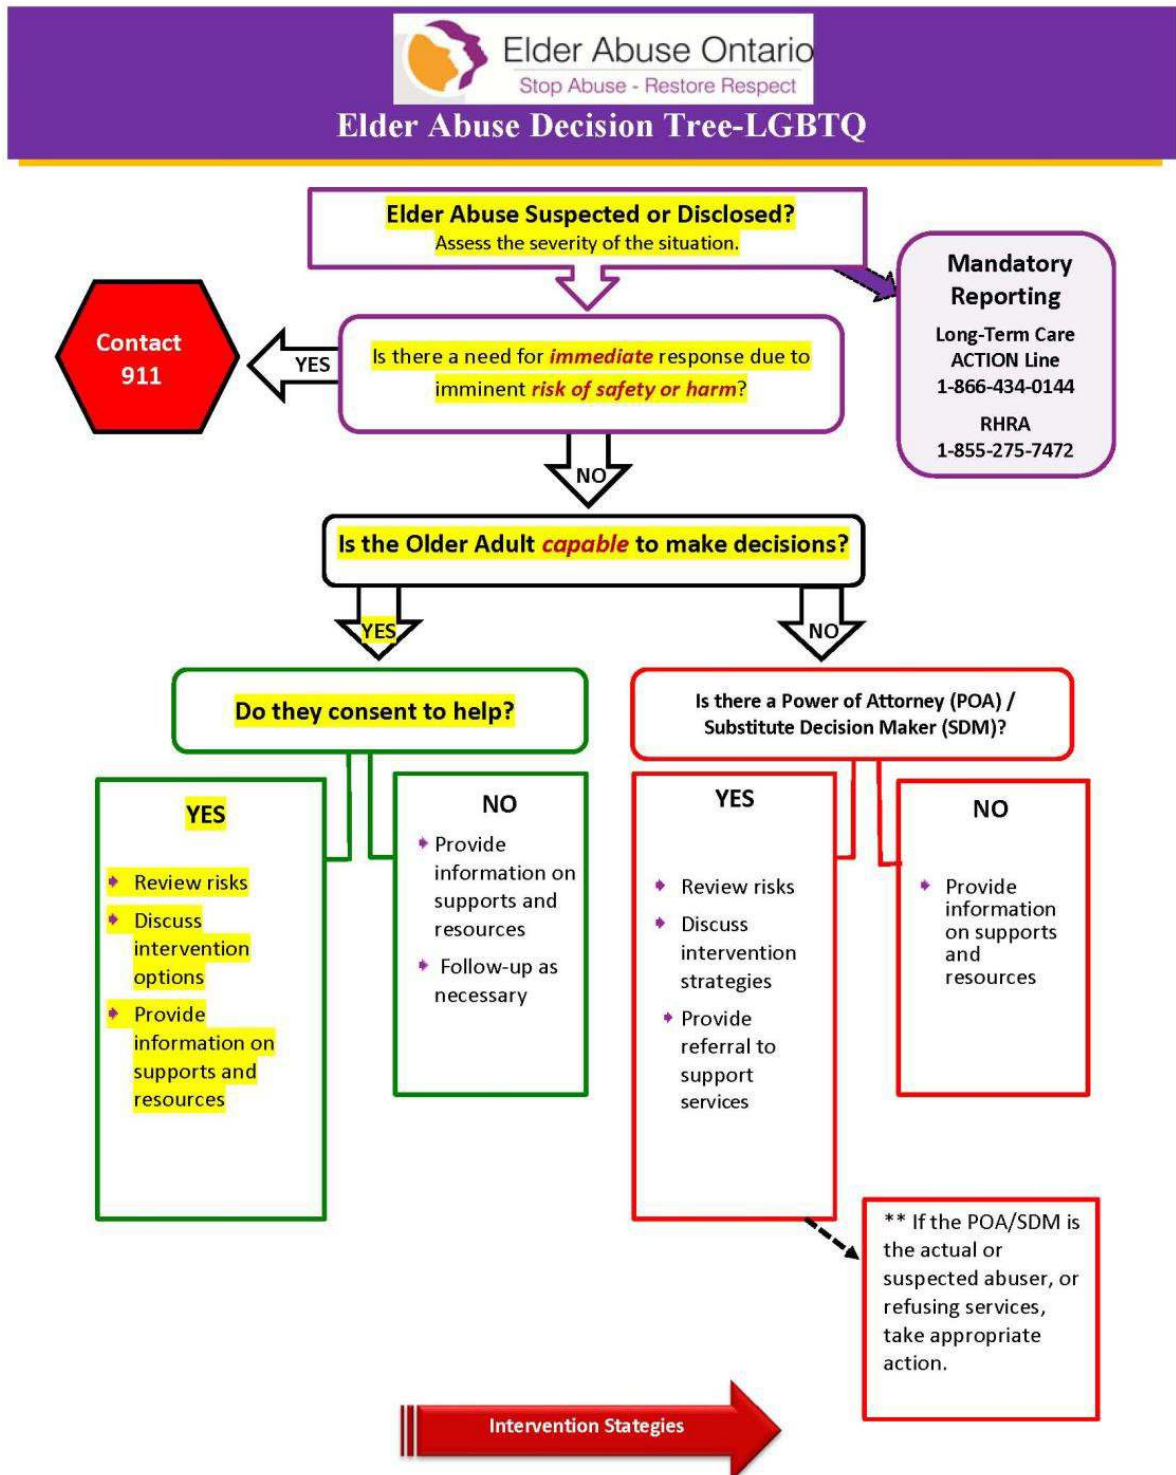 Elder Abuse Ontario
Stop Abuse - Restore Respect
Elder Abuse Decision Tree-LGBTQ
Elder Abuse Suspected or Disclosed?
Assess the severity of the situation.
Mandatory
Reporting
Long-Term Care
ACTION Line
1-866-434-0144
RHRA
1-855-275-7472
Contact
911
YES
Is there a need for immediate response due to
imminent risk of safety or harm?
NO
Is the Older Adult capable to make decisions?
YES
NO
Do they consent to help?
YES
Review risks
Discuss
intervention
options
Provide
information on
supports and
resources
NO
Provide
information on
supports and
resources
Follow-up as
necessary
Is there a Power of Attorney (POA) /
Substitute Decision Maker (SDM)?
YES
Review risks
Discuss
intervention
strategies
Provide
referral to
support
services
NO
Provide
information
on supports
and
resources
** If the POA/SDM is
the actual or
suspected abuser, or
refusing services,
take appropriate
action.
Intervention Stategies